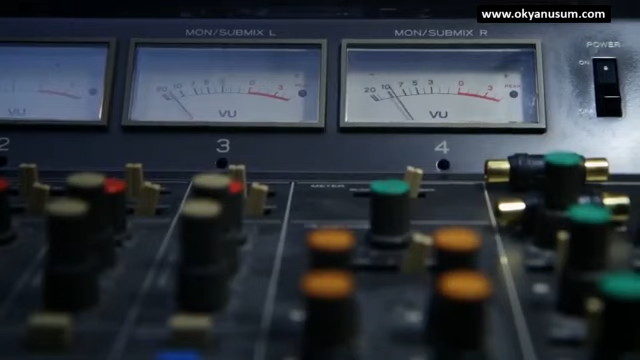 www.okyanusum.com
MON/SUBMIX L
MON/SUBMIX R
POWER
ON
20 10 7 5 3 0 3
VU
VU
20 10 7 5 3 0 3
PEAK
VU
2
3
4
METER